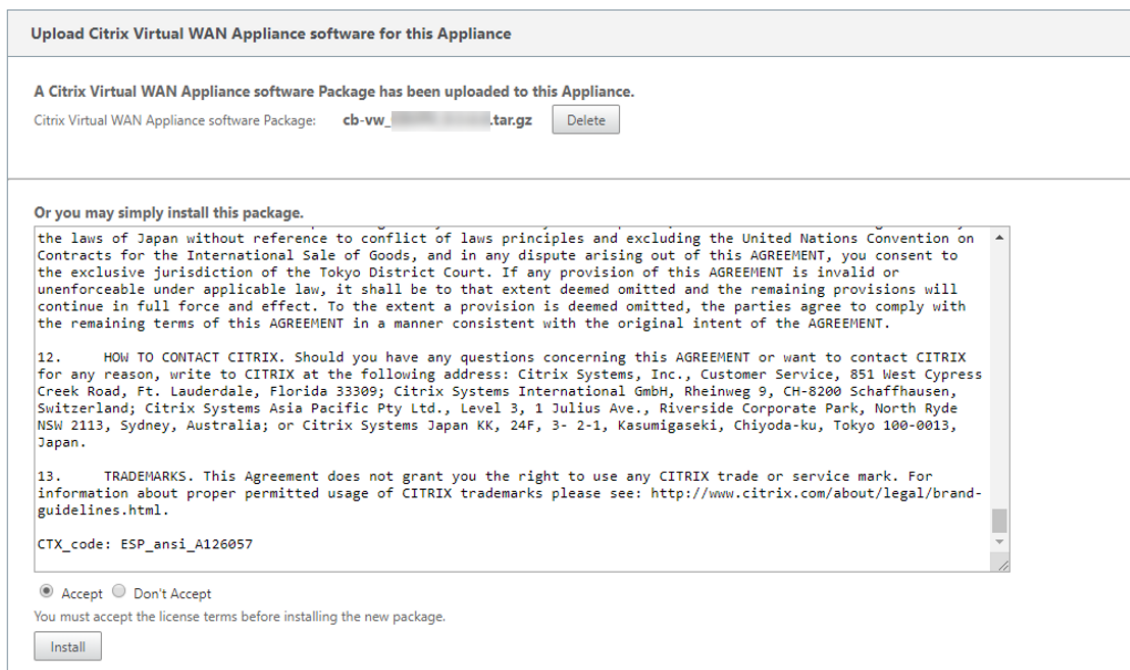 Upload Citrix Virtual WAN Appliance software for this Appliance
A Citrix Virtual WAN Appliance software Package has been uploaded to this Appliance.
Citrix Virtual WAN Appliance software Package: cb-vw_ .tar.gz Delete
Or you may simply install this package.
the laws of Japan without reference to conflict of laws principles and excluding the United Nations Convention on
Contracts for the International Sale of Goods, and in any dispute arising out of this AGREEMENT, you consent to
the exclusive jurisdiction of the Tokyo District Court. If any provision of this AGREEMENT is invalid or
unenforceable under applicable law, it shall be to that extent deemed omitted and the remaining provisions will
continue in full force and effect. To the extent a provision is deemed omitted, the parties agree to comply with
the remaining terms of this AGREEMENT in a manner consistent with the original intent of the AGREEMENT.
12. HOW TO CONTACT CITRIX. Should you have any questions concerning this AGREEMENT or want to contact CITRIX
for any reason, write to CITRIX at the following address: Citrix Systems, Inc., Customer Service, 851 West Cypress
Creek Road, Ft. Lauderdale, Florida 33309; Citrix Systems International GmbH, Rheinweg 9, CH-8200 Schaffhausen,
Switzerland; Citrix Systems Asia Pacific Pty Ltd., Level 3, 1 Julius Ave., Riverside Corporate Park, North Ryde
NSW 2113, Sydney, Australia; or Citrix Systems Japan KK, 24F, 3- 2-1, Kasumigaseki, Chiyoda-ku, Tokyo 100-0013,
Japan.
13. TRADEMARKS. This Agreement does not grant you the right to use any CITRIX trade or service mark. For
information about proper permitted usage of CITRIX trademarks please see: http://www.citrix.com/about/legal/brand-
guidelines.html.
CTX_code: ESP_ansi_A126057
Accept Don't Accept
You must accept the license terms before installing the new package.
Install